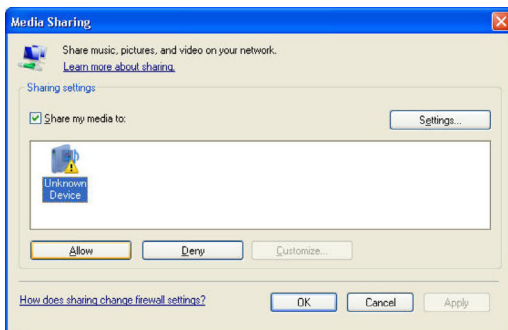 Media Sharing
Share music, pictures, and video on your network.
Learn more about sharing.
Sharing settings
Share my media to:
Settings...
Unknown
Device
Allow
Deny
Customize...
How does sharing change firewall settings?
OK
Cancel
Apply